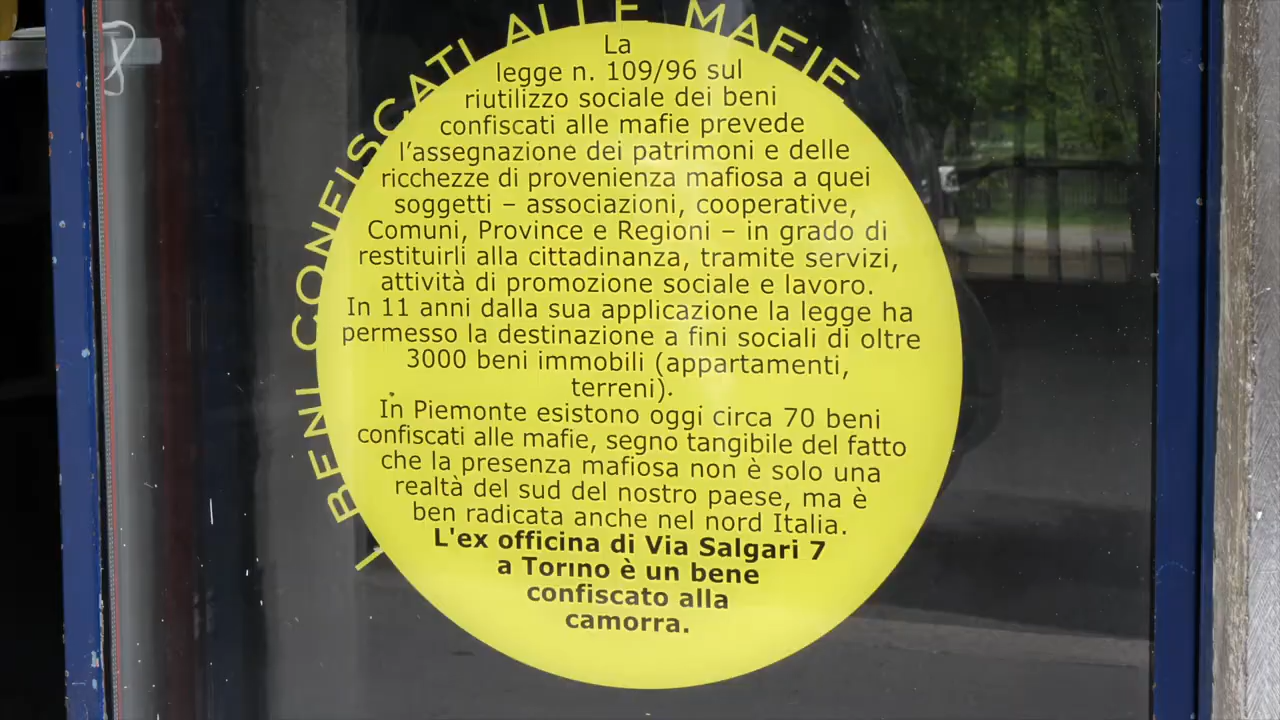 I BENI CONFISCATI ALLE MAFIE
La
legge n. 109/96 sul
riutilizzo sociale dei beni
confiscati alle mafie prevede
l’assegnazione dei patrimoni e delle
ricchezze di provenienza mafiosa a quei
soggetti – associazioni, cooperative,
Comuni, Province e Regioni – in grado di
restituirli alla cittadinanza, tramite servizi,
attività di promozione sociale e lavoro.
In 11 anni dalla sua applicazione la legge ha
permesso la destinazione a fini sociali di oltre
3000 beni immobili (appartamenti,
terreni).
In Piemonte esistono oggi circa 70 beni
confiscati alle mafie, segno tangibile del fatto
che la presenza mafiosa non è solo una
realtà del sud del nostro paese, ma è
ben radicata anche nel nord Italia.
L'ex officina di Via Salgari 7
a Torino è un bene
confiscato alla
camorra.